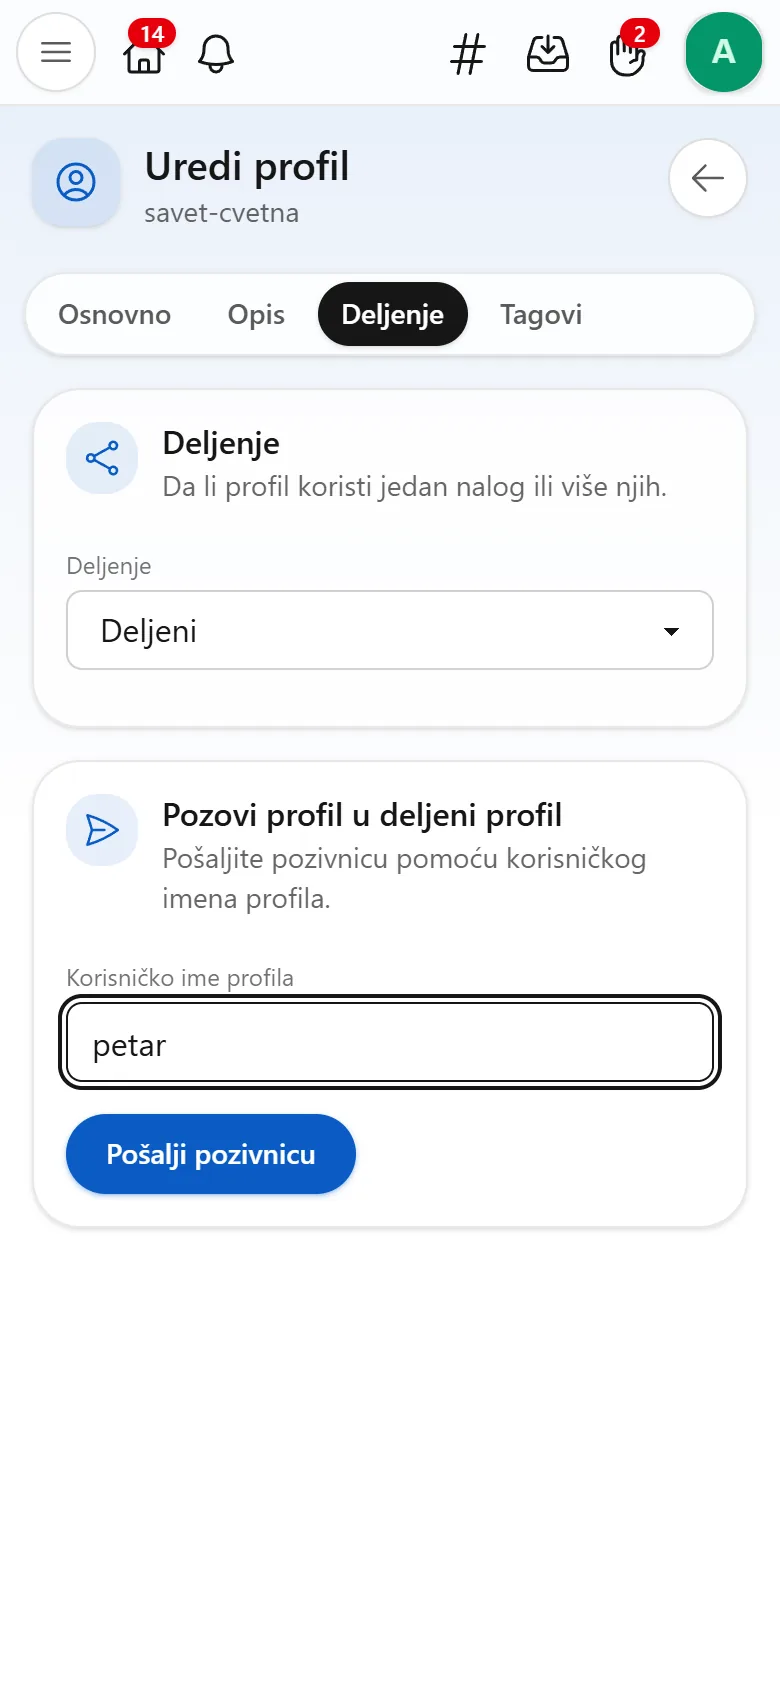 14
2
A
Uredi profil
savet-cvetna
Osnovno Opis Deljenje Tagovi
Deljenje
Da li profil koristi jedan nalog ili više njih.
Deljenje
Deljeni
Pozovi profil u deljeni profil
Pošaljite pozivnicu pomoću korisničkog
imena profila.
Korisničko ime profila
petar
Pošalji pozivnicu